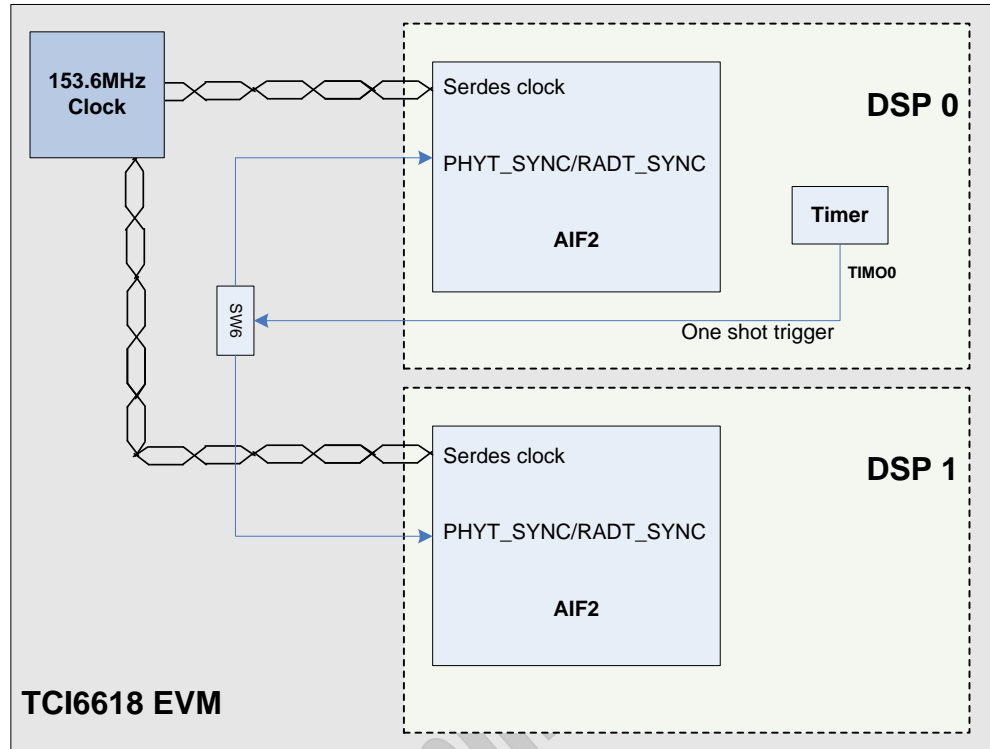 153.6MHz
Clock
Serdes clock
DSP 0
PHYT_SYNC/RADT_SYNC
Timer
AIF2
TIMO0
SW6
One shot trigger
Serdes clock
DSP 1
PHYT_SYNC/RADT_SYNC
AIF2
TCI6618 EVM